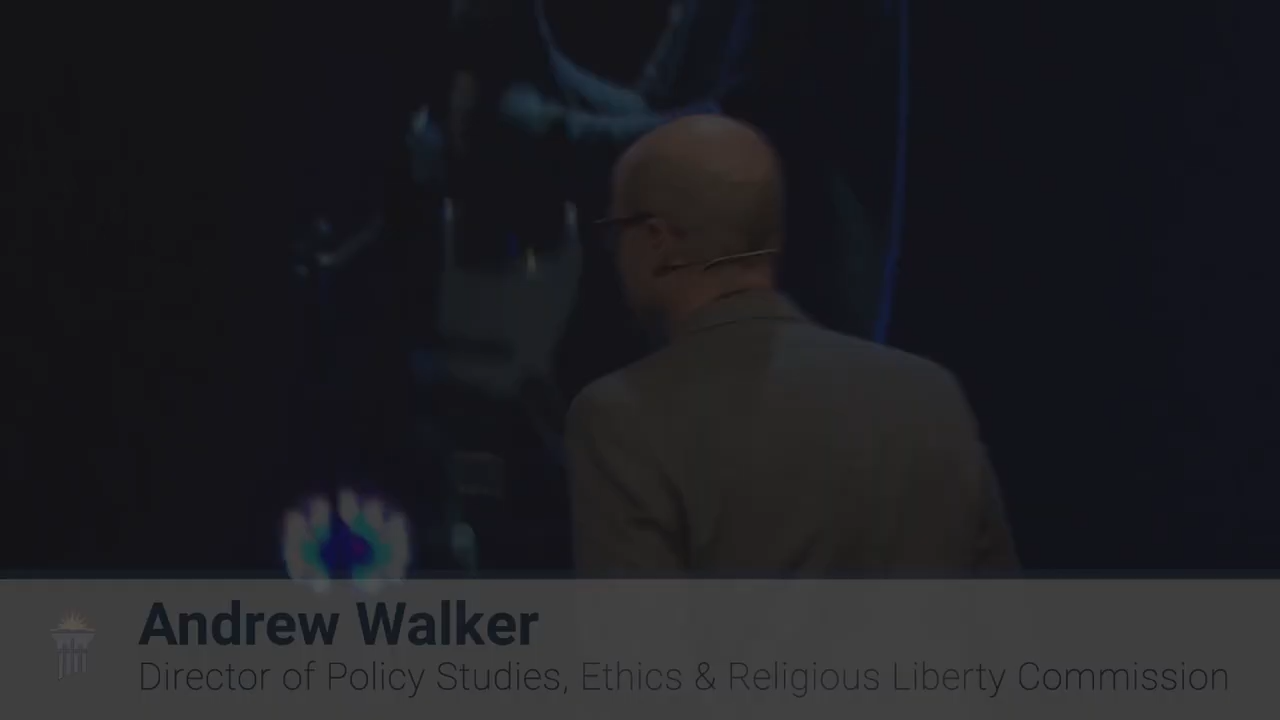 Andrew Walker
Director of Policy Studies, Ethics & Religious Liberty Commission